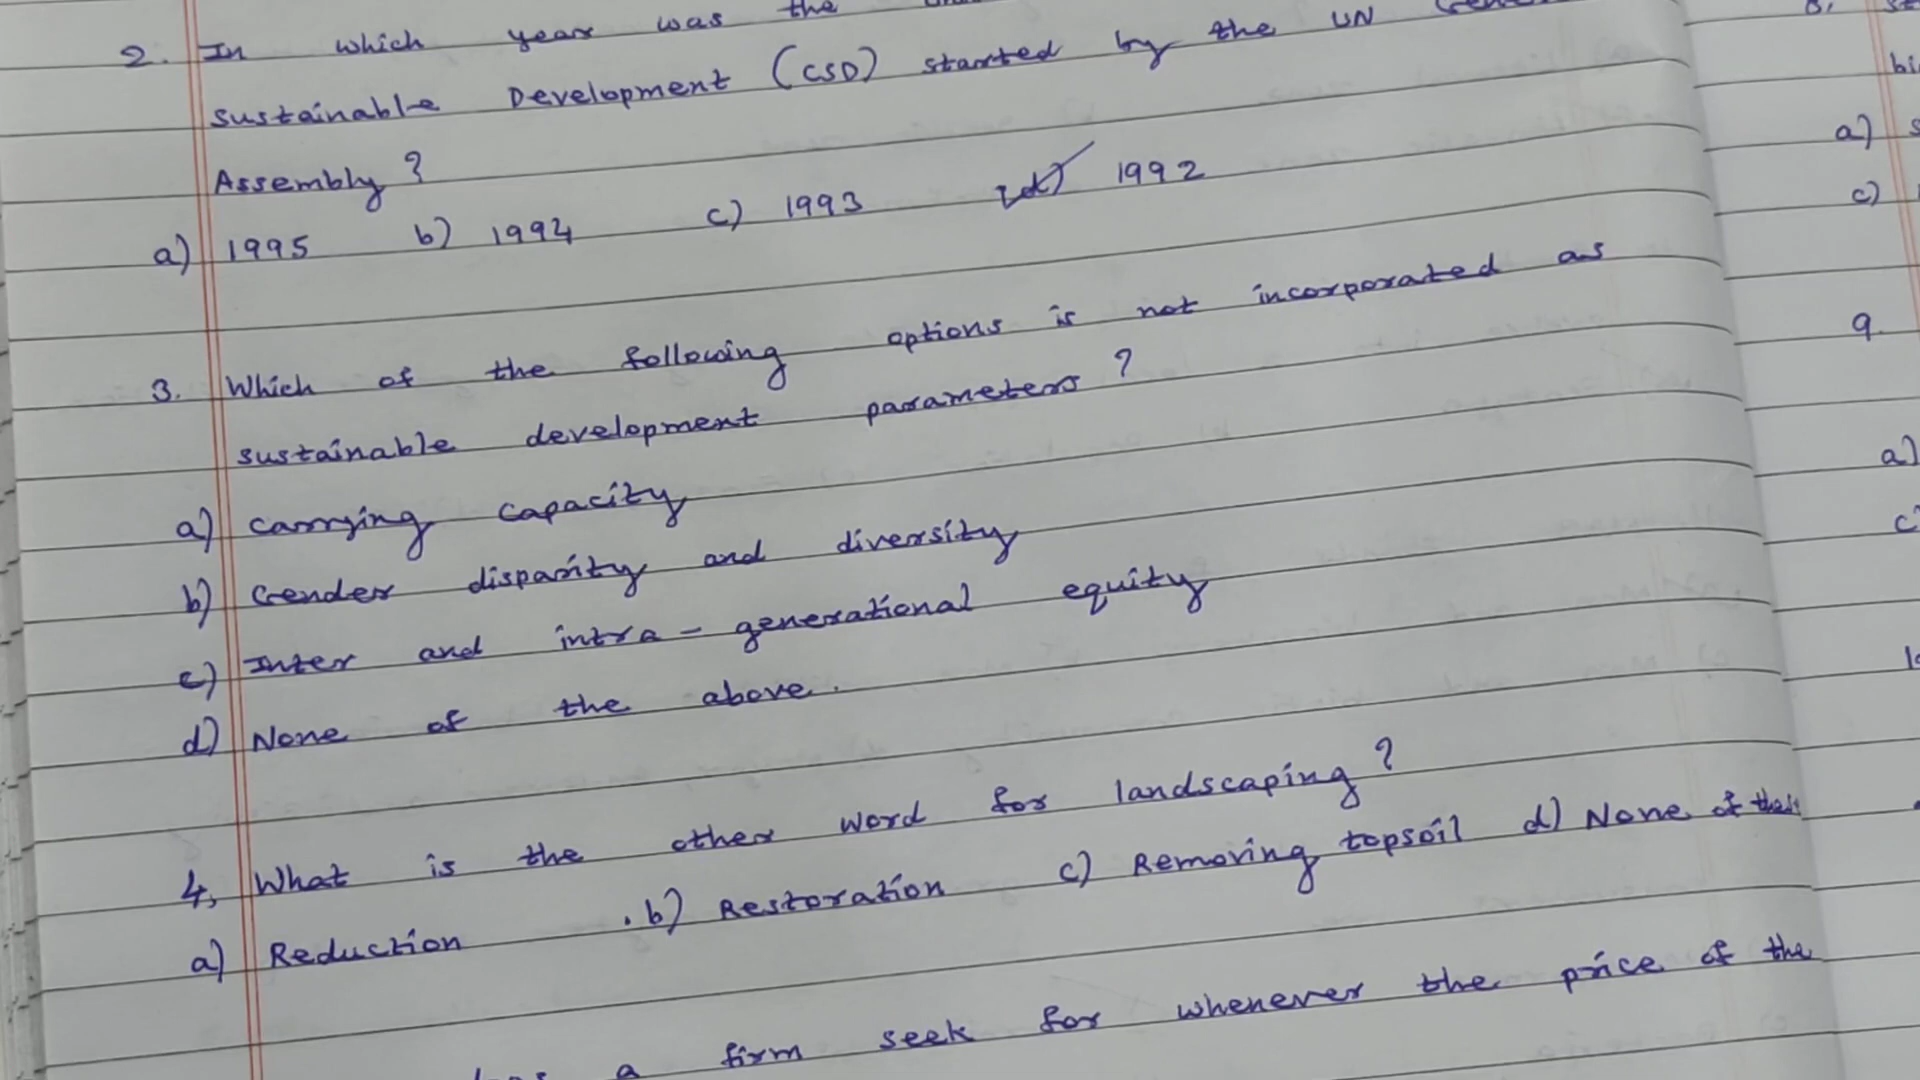 2. In which year was the
sustainable Development (CSD) started by the UN
Assembly ?
a) 1995 b) 1994 c) 1993 d) 1992
3. Which of the following options is not incorporated as
sustainable development parameters ?
a) Carrying capacity
b) Gender disparity and diversity
c) Inter and intra - generational equity
d) None of the above.
4, What is the other word for landscaping ?
a) Reduction .b) Restoration c) Removing topsoil d) None of
a firm seek for whenever the price of the
a)
c)
9.
a)